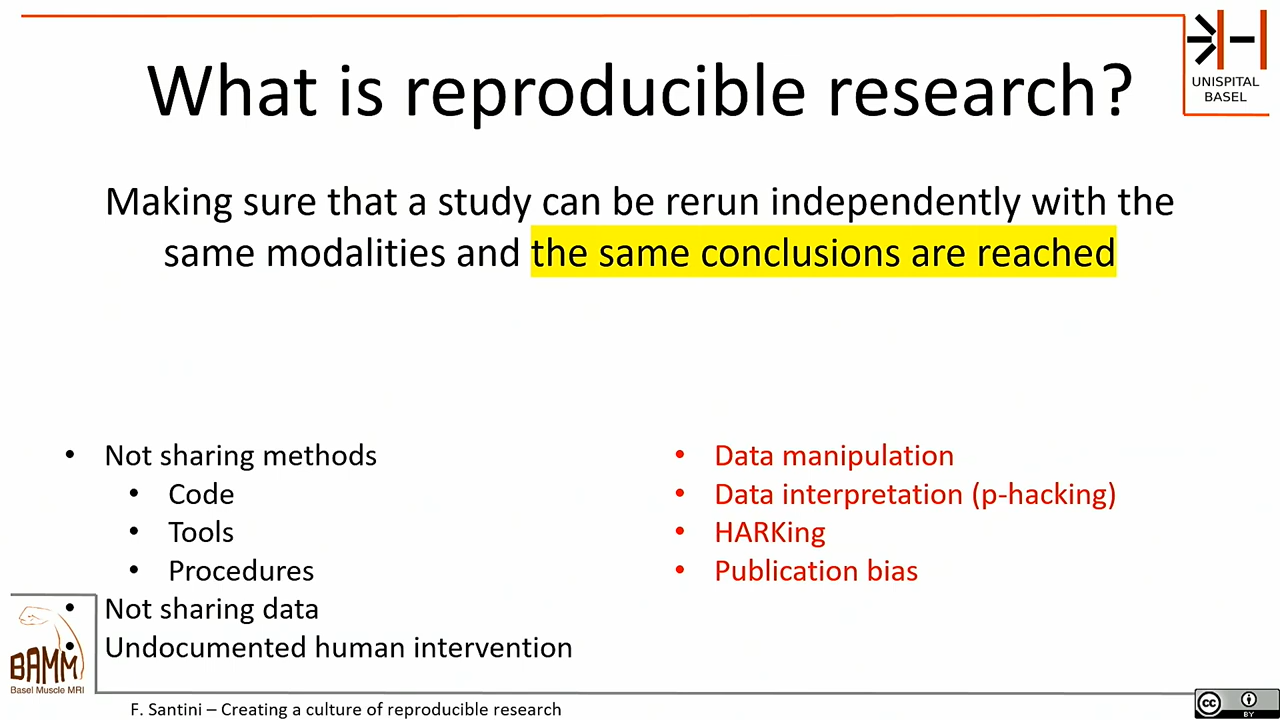 What is reproducible research?
UNISPITAL
BASEL
Making sure that a study can be rerun independently with the
same modalities and the same conclusions are reached
• Not sharing methods
• Code
• Tools
• Procedures
• Not sharing data
• Undocumented human intervention
• Data manipulation
• Data interpretation (p-hacking)
• HARKing
• Publication bias
BAMM
Basel Muscle MRI
F. Santini – Creating a culture of reproducible research
cc
BY